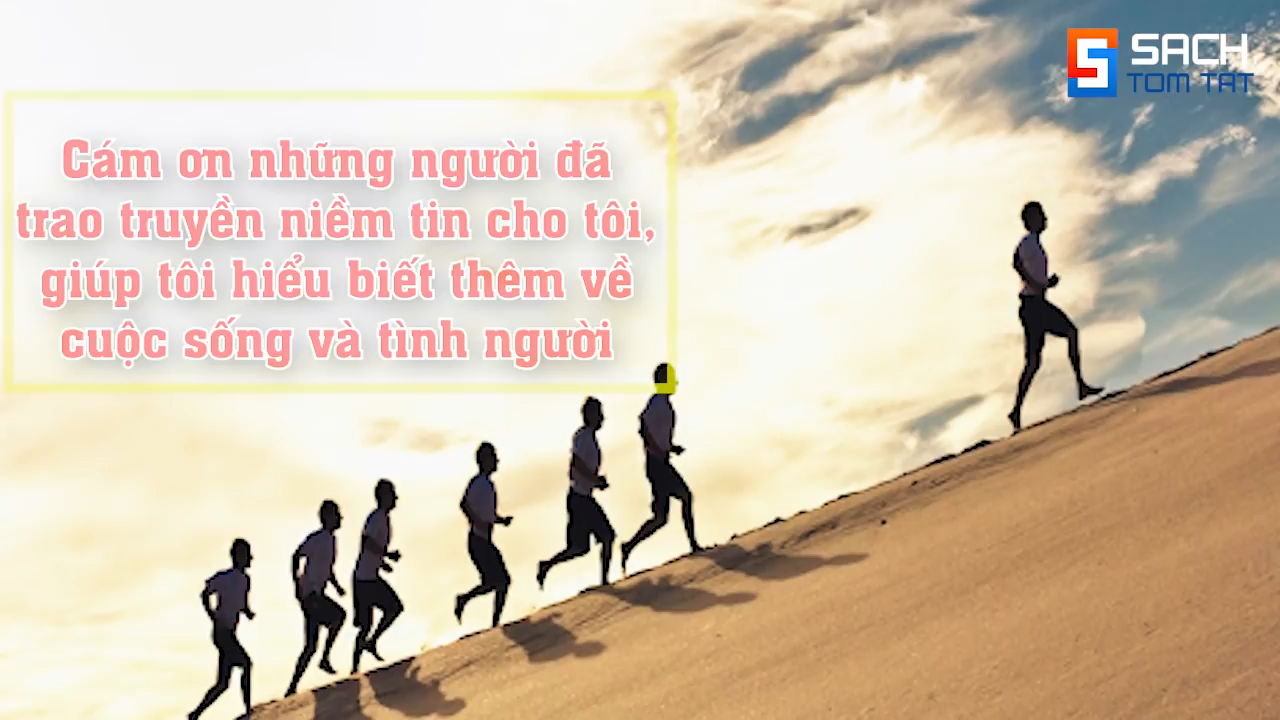 SACH
TOM TAT
Cám ơn những người đã
trao truyền niềm tin cho tôi,
giúp tôi hiểu biết thêm về
cuộc sống và tình người